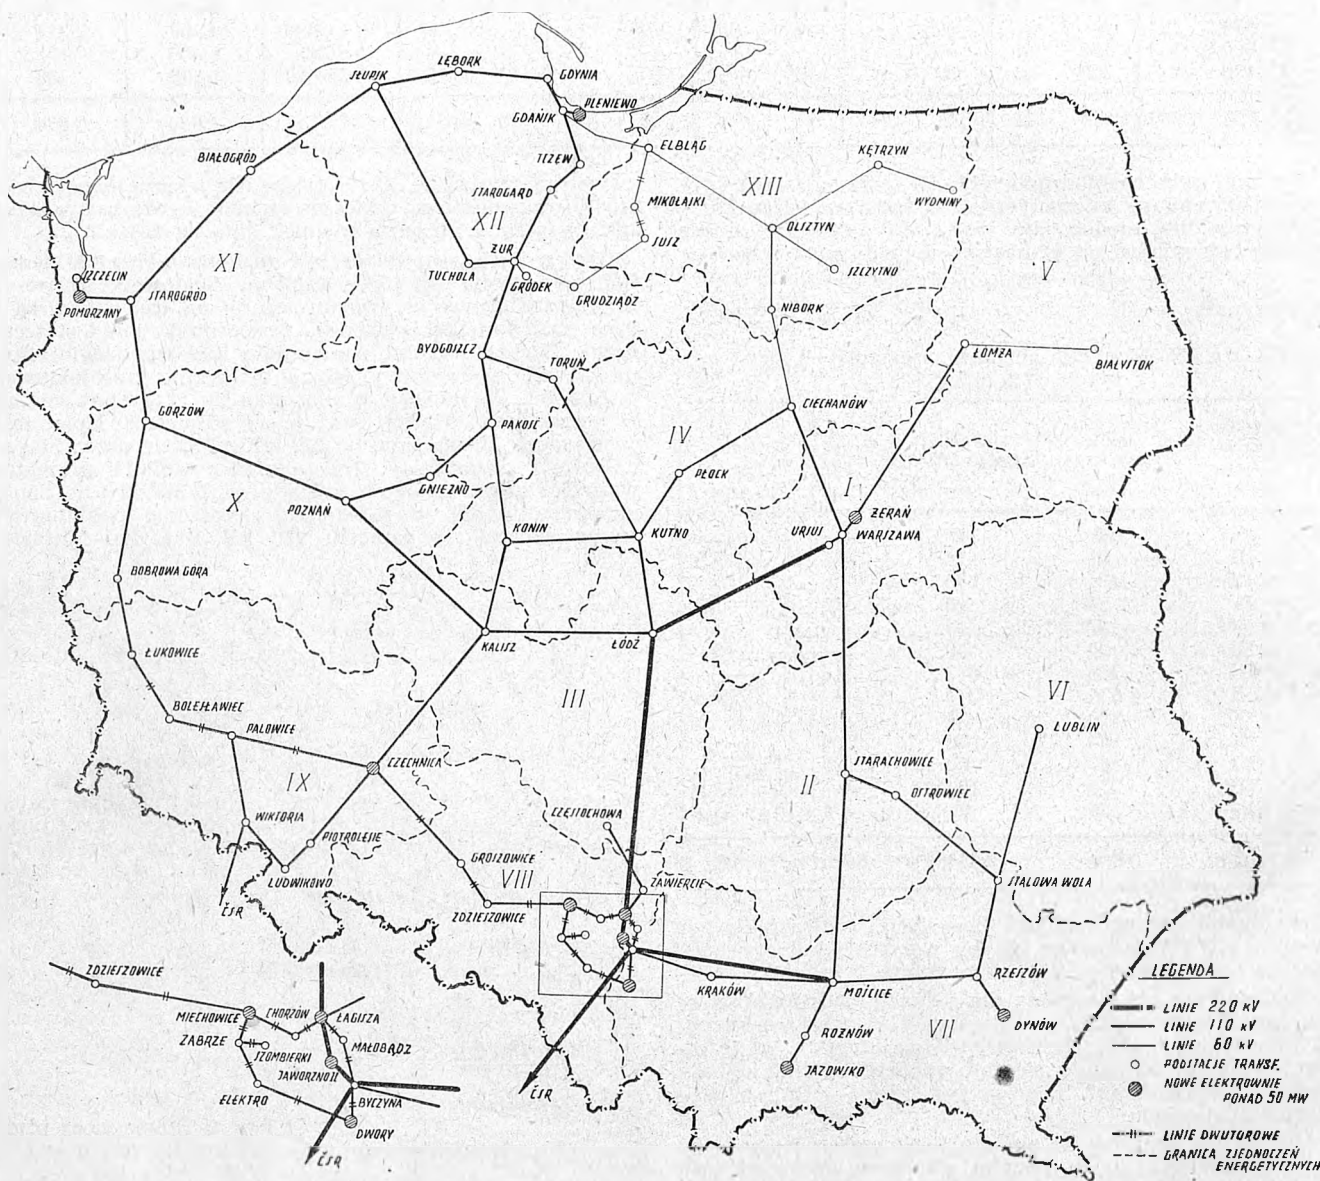 LĘBORK
SŁUPSK
GDYNIA
PLENIEWO
GDAŃSK
ELBLĄG
KĘTRZYN
BIAŁOGRÓD
TCZEW
XIII
STAROGARD
MIKOŁAJKI
WYDMINY
XII
OLSZTYN
SUSZ
V
ŻUR
XI
TUCHOLA
SZCZYTNO
SZCZECIN
GRÓDEK
GRUDZIĄDZ
STAROGRÓD
POMORZANY
NIBORK
BYDGOSZCZ
TORUŃ
ŁOMŻA
BIAŁYSTOK
CIECHANÓW
GORZÓW
PAKOŚĆ
IV
PŁOCK
GNIEZNO
I
X
POZNAŃ
ŻERAŃ
KONIN
KUTNO
URSUS
WARSZAWA
BOBROWA GÓRA
KALISZ
ŁÓDŹ
ŁUKOWICE
III
VI
BOLESŁAWIEC
PALOWICE
LUBLIN
CZECHNICA
STARACHOWICE
IX
II
OSTROWIEC
CZĘSTOCHOWA
WIKTORIA
PIOTROLESIE
GROSZOWICE
LUDWIKOWO
VIII
ZAWIERCIE
STALOWA WOLA
ČSR
ZDZIESZOWICE
ZDZIESZOWICE
KRAKÓW
MOŚCICE
RZESZÓW
LEGENDA
MIECHOWICE
CHORZÓW
ŁAGISZA
LINIE 220 kV
VII
DYNÓW
LINIE 110 kV
ZABRZE
SZOMBIERKI
MAŁOBĄDZ
ROŻNÓW
LINIE 60 kV
JAWORZNO II
JAZOWSKO
PODSTACJE TRANSF.
NOWE ELEKTROWNIE
PONAD 50 MW
ELEKTRO
BYCZYNA
ČSR
DWORY
LINIE DWUTOROWE
ČSR
GRANICA ZJEDNOCZEŃ
ENERGETYCZNYCH